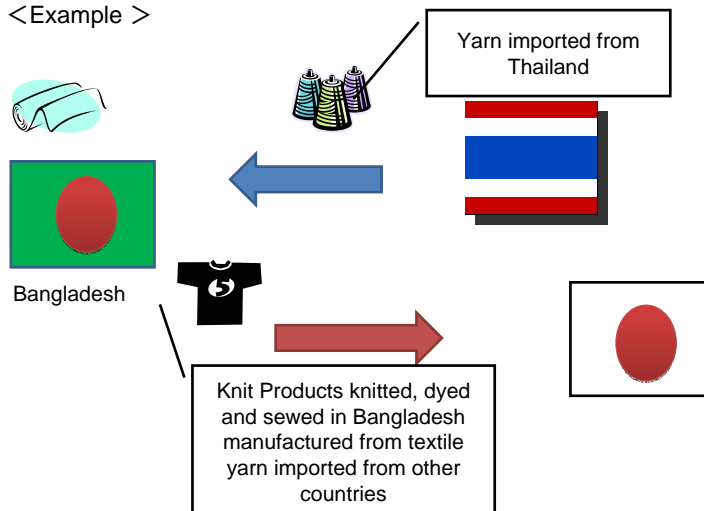 ＜Example ＞
Yarn imported from
Thailand
Bangladesh
5
Knit Products knitted, dyed
and sewed in Bangladesh
manufactured from textile
yarn imported from other
countries